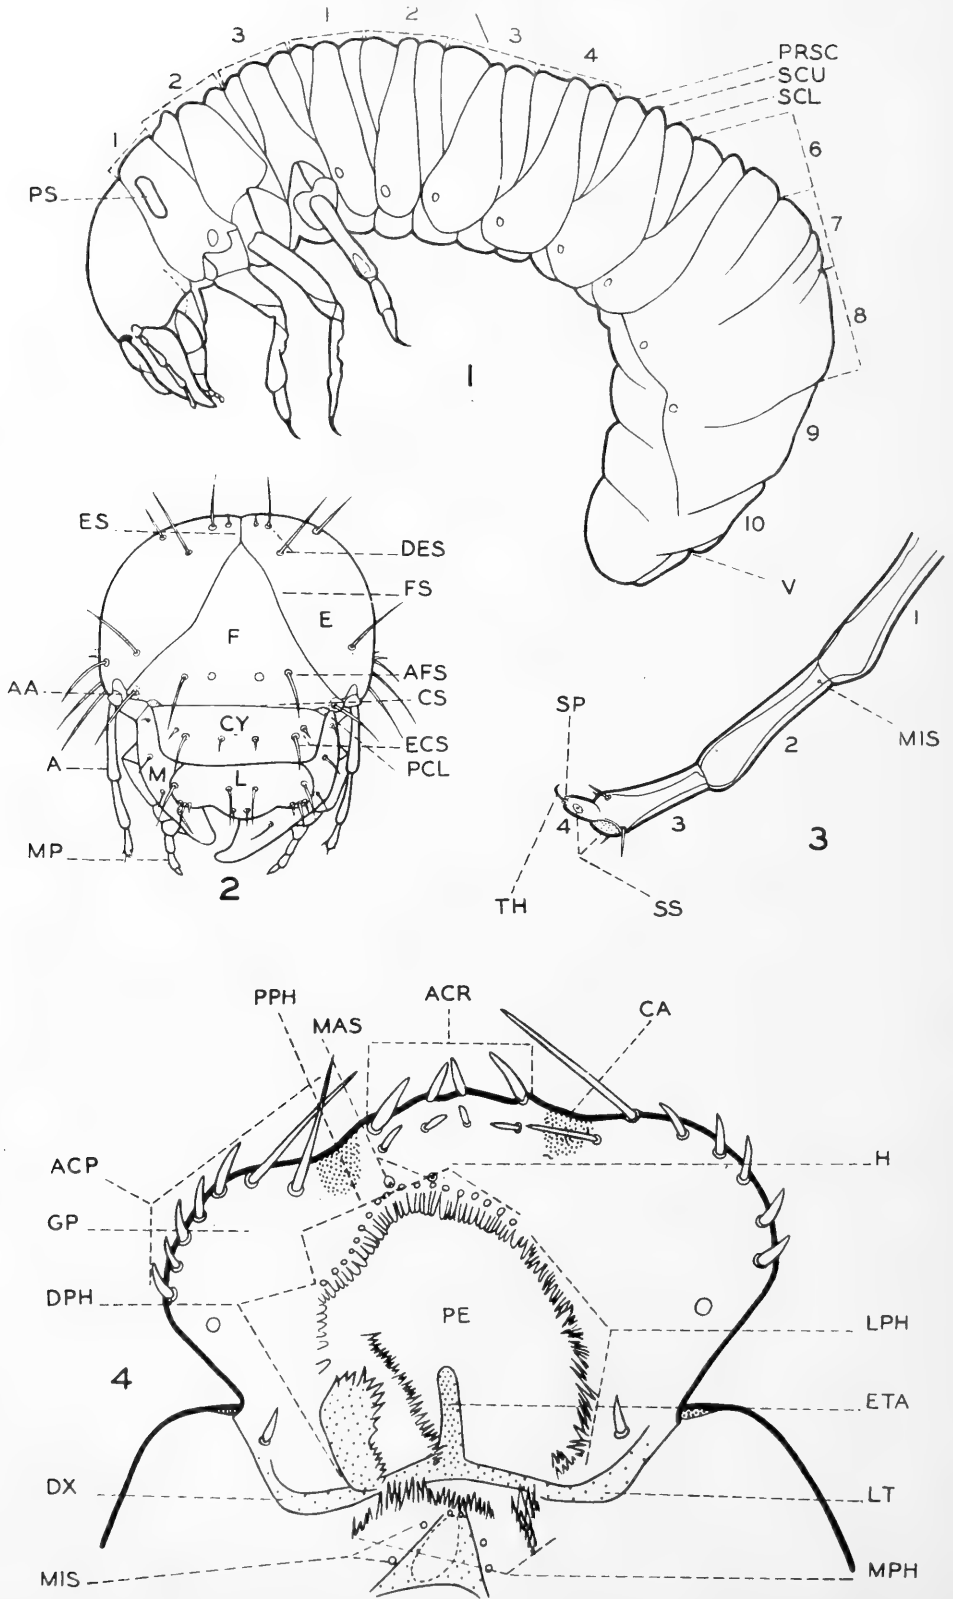 1 2 3 1 2 3 4
PRSC
SCU
SCL
6
7
8
9
10
PS
V
1
ES
DES
FS
E
F
AFS
AA
CS
CY
ECS
A
M
L
PCL
MP
2
1
SP
MIS
2
3
4
3
TH
SS
PPH
MAS
ACR
CA
ACP
H
GP
DPH
PE
LPH
4
ETA
DX
LT
MIS
MPH